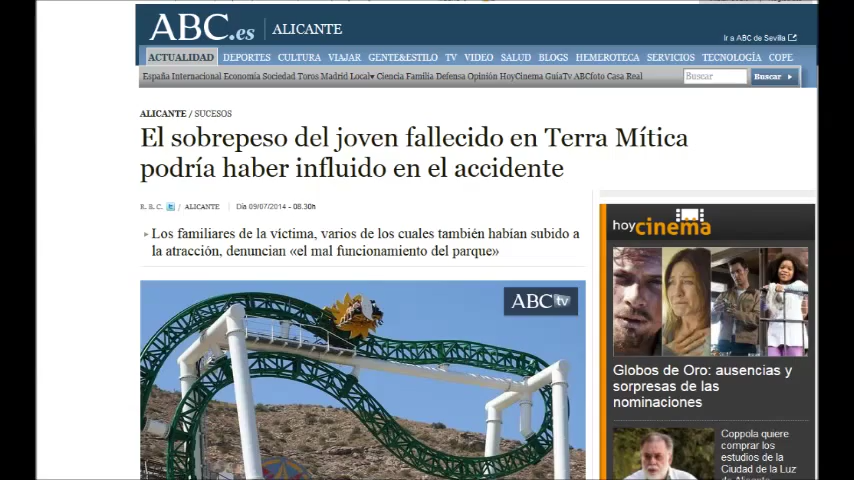 ABC.es ALICANTE
Ir a ABC de Sevilla
ACTUALIDAD DEPORTES CULTURA VIAJAR GENTE&ESTILO TV VIDEO SALUD BLOGS HEMEROTECA SERVICIOS TECNOLOGÍA COPE
España Internacional Economía Sociedad Toros Madrid Local▾ Ciencia Familia Defensa Opinión HoyCinema GuíaTv ABCfoto Casa Real
Buscar Buscar
ALICANTE / SUCESOS
El sobrepeso del joven fallecido en Terra Mítica
podría haber influido en el accidente
R. B. C. / ALICANTE Día 09/07/2014 - 08.30h
Los familiares de la víctima, varios de los cuales también habían subido a
la atracción, denuncian «el mal funcionamiento del parque»
ABC tv
hoycinema
Globos de Oro: ausencias y
sorpresas de las
nominaciones
Coppola quiere
comprar los
estudios de la
Ciudad de la Luz